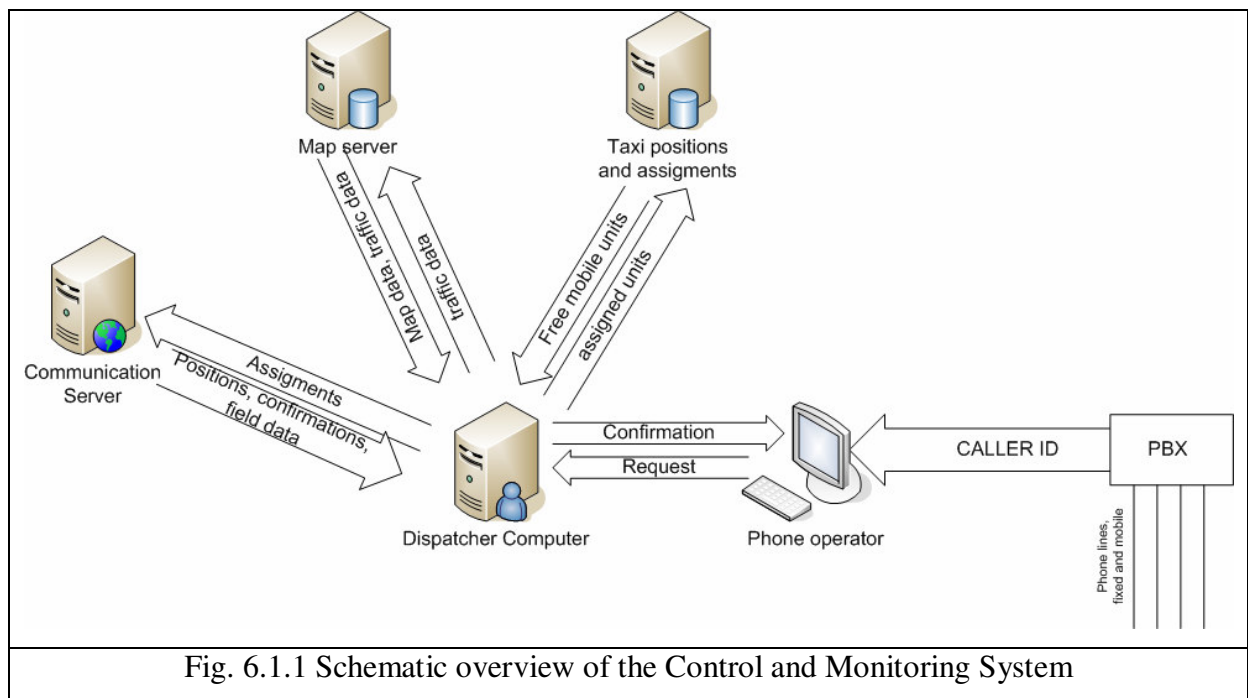 Map server
Taxi positions
and assigments
Map data, traffic data
traffic data
Free mobile units
assigned units
Communication
Server
Assigments
Positions, confirmations,
field data
Confirmation
Request
Dispatcher Computer
Phone operator
CALLER ID
PBX
Phone lines,
fixed and mobile
Fig. 6.1.1 Schematic overview of the Control and Monitoring System